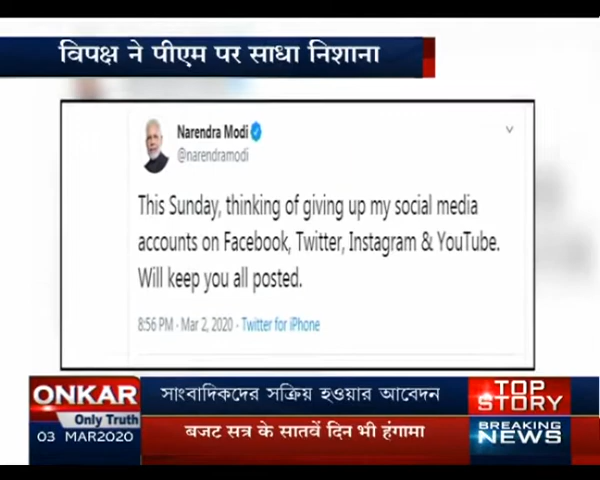 विपक्ष ने पीएम पर साधा निशाना
Narendra Modi
@narendramodi
This Sunday, thinking of giving up my social media
accounts on Facebook, Twitter, Instagram & YouTube.
Will keep you all posted.
8:56 PM · Mar 2, 2020 · Twitter for iPhone
ONKAR
Only Truth
03 MAR2020
সাংবাদিকদের সক্রিয় হওয়ার আবেদন
बजट सत्र के सातवें दिन भी हंगामा
TOP
STORY
BREAKING
NEWS